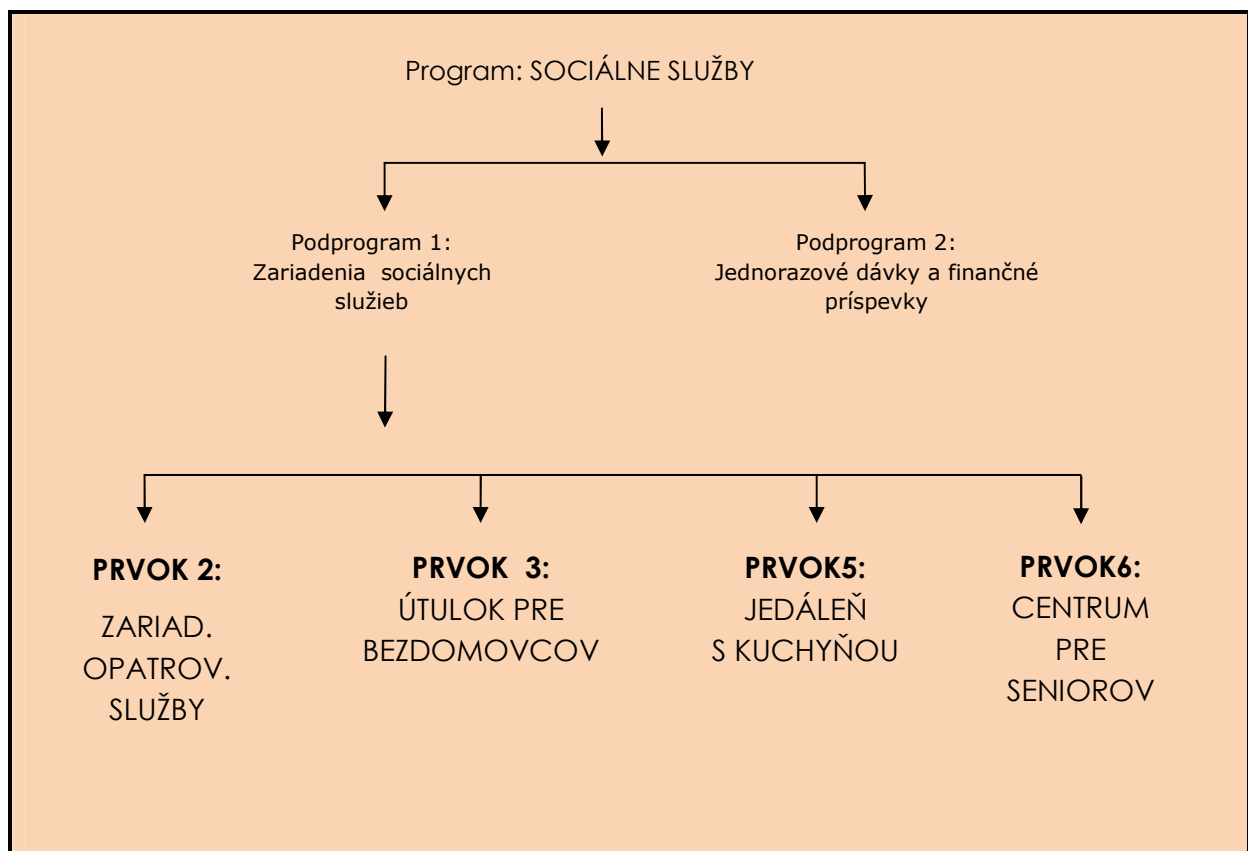 Program: SOCIÁLNE SLUŽBY
Podprogram 1:
Zariadenia sociálnych
služieb
Podprogram 2:
Jednorazové dávky a finančné
príspevky
PRVOK 2:
ZARIAD.
OPATROV.
SLUŽBY
PRVOK 3:
ÚTULOK PRE
BEZDOMOVCOV
PRVOK5:
JEDÁLEŇ
S KUCHYŇOU
PRVOK6:
CENTRUM
PRE
SENIOROV